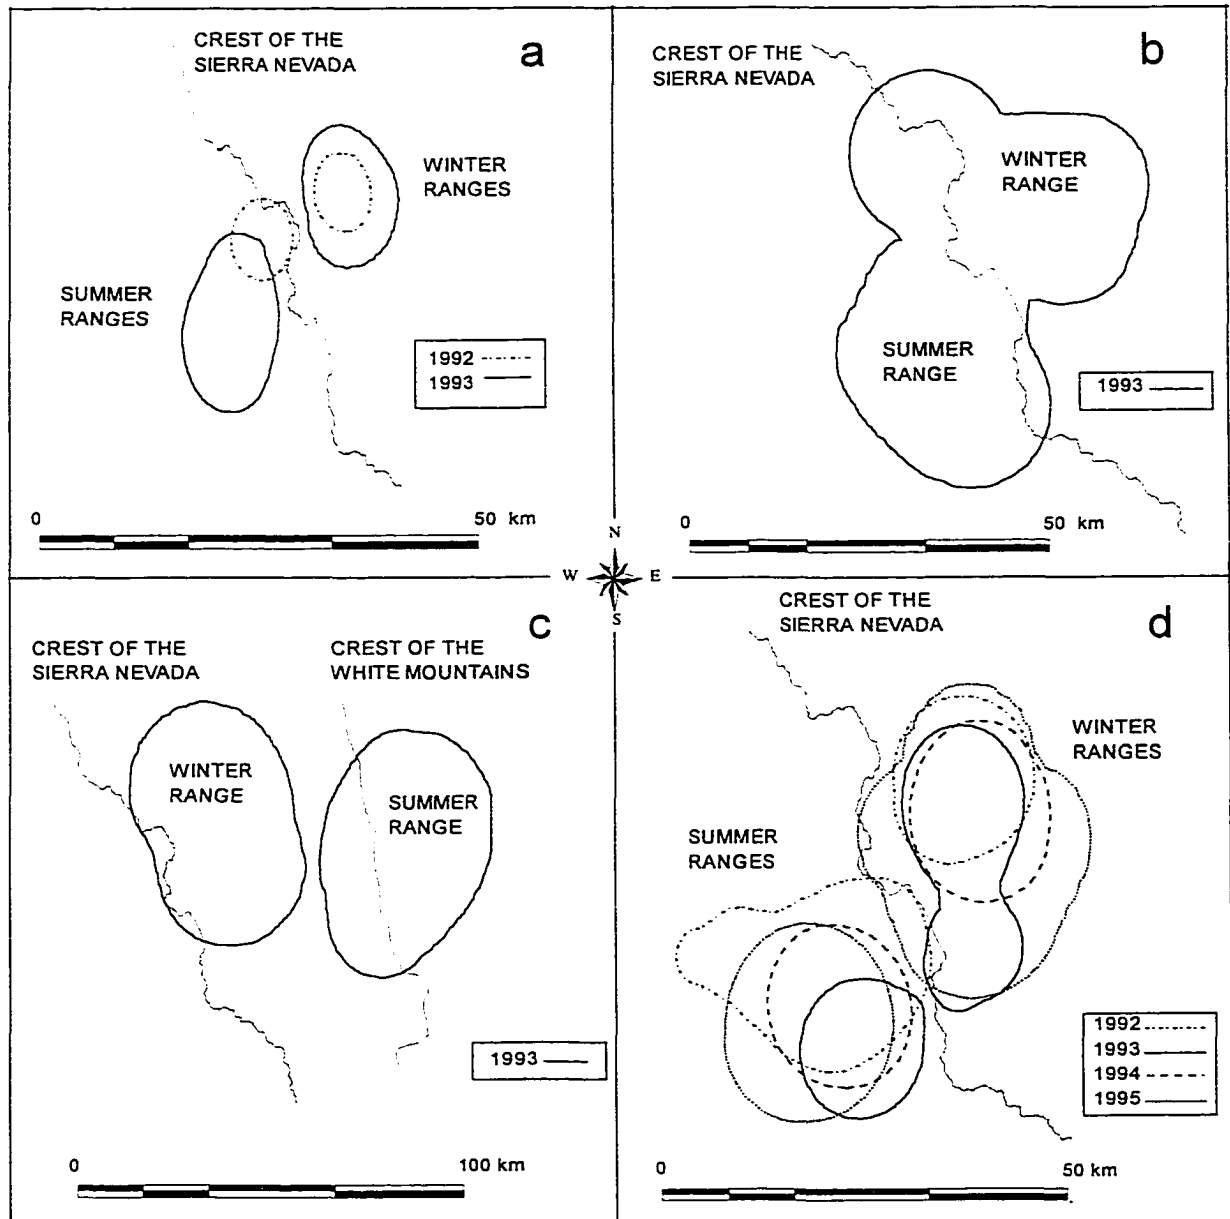 a
CREST OF THE
SIERRA NEVADA
WINTER
RANGES
SUMMER
RANGES
1992
1993
0 50 km
b
CREST OF THE
SIERRA NEVADA
WINTER
RANGE
SUMMER
RANGE
1993
0 50 km
N
W E
S
c
CREST OF THE
SIERRA NEVADA
CREST OF THE
WHITE MOUNTAINS
WINTER
RANGE
SUMMER
RANGE
1993
0 100 km
d
CREST OF THE
SIERRA NEVADA
WINTER
RANGES
SUMMER
RANGES
1992
1993
1994
1995
0 50 km